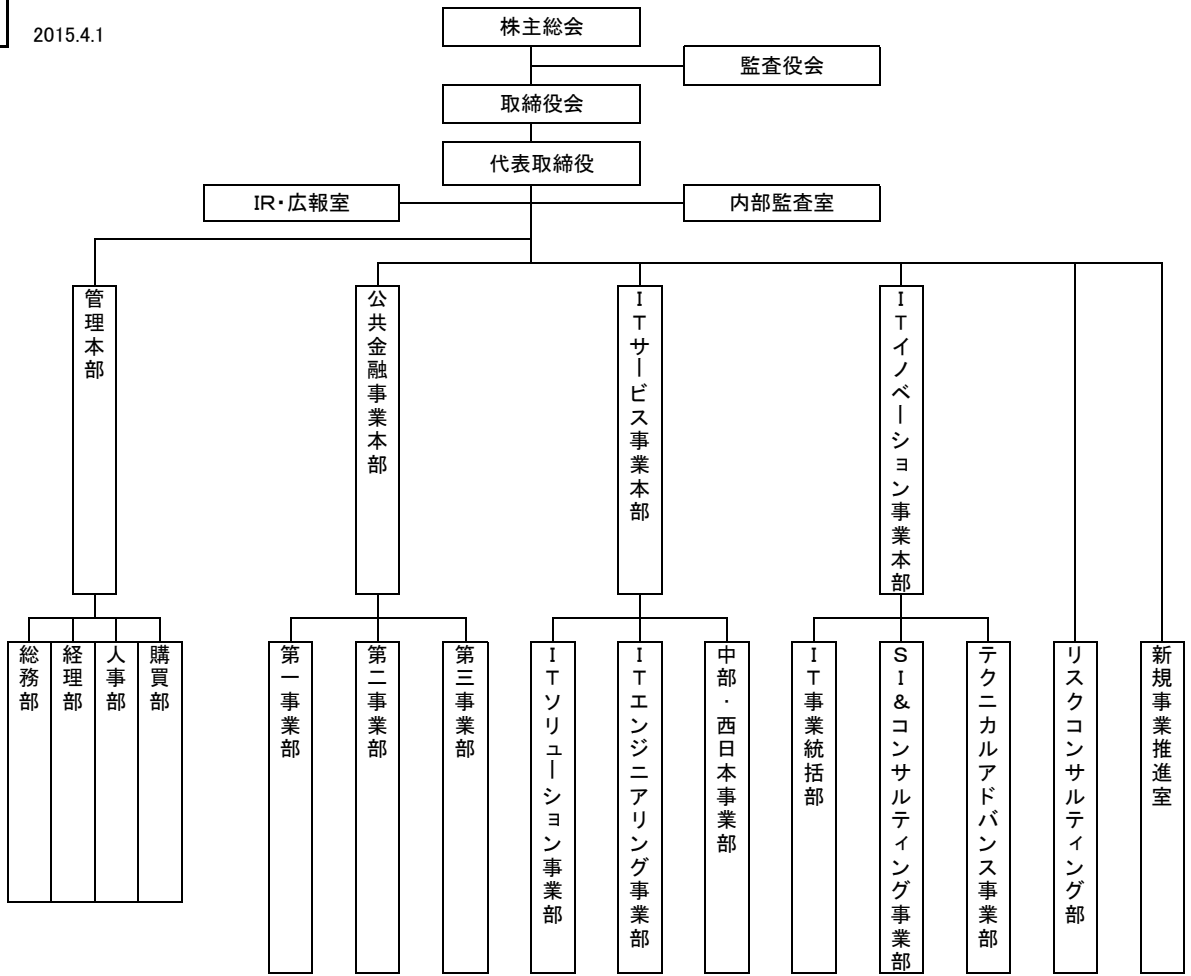 2015.4.1
株主総会
監査役会
取締役会
代表取締役
IR・広報室
内部監査室
管理本部
公共金融事業本部
ITサービス事業本部
ITイノベーション事業本部
総務部
経理部
人事部
購買部
第一事業部
第二事業部
第三事業部
ITソリューション事業部
ITエンジニアリング事業部
中部・西日本事業部
IT事業統括部
SI&コンサルティング事業部
テクニカルアドバンス事業部
リスクコンサルティング部
新規事業推進室